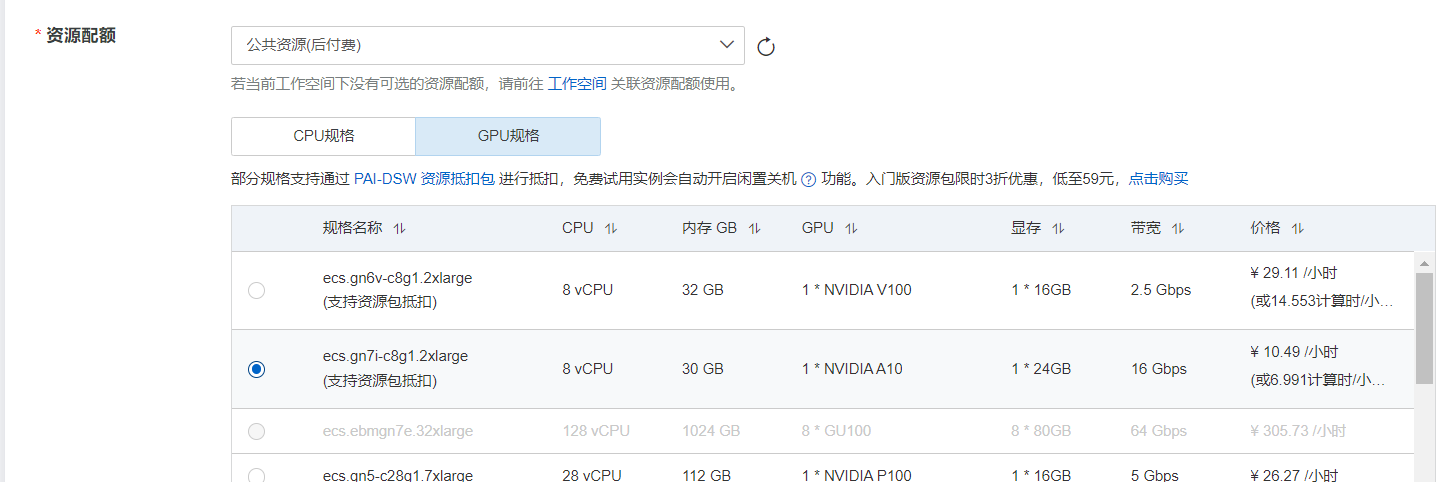 * 资源配额
公共资源(后付费)
若当前工作空间下没有可选的资源配额，请前往 工作空间 关联资源配额使用。
CPU规格 GPU规格
部分规格支持通过 PAI-DSW 资源抵扣包 进行抵扣，免费试用实例会自动开启闲置关机 ? 功能。入门版资源包限时3折优惠，低至59元，点击购买
规格名称 CPU 内存 GB GPU 显存 带宽 价格
ecs.gn6v-c8g1.2xlarge 8 vCPU 32 GB 1 * NVIDIA V100 1 * 16GB 2.5 Gbps ¥ 29.11 /小时
(支持资源包抵扣) (或14.553计算时/小…
ecs.gn7i-c8g1.2xlarge 8 vCPU 30 GB 1 * NVIDIA A10 1 * 24GB 16 Gbps ¥ 10.49 /小时
(支持资源包抵扣) (或6.991计算时/小…
ecs.ebmgn7e.32xlarge 128 vCPU 1024 GB 8 * GU100 8 * 80GB 64 Gbps ¥ 305.73 /小时
ecs.gn5-c28g1.7xlarge 28 vCPU 112 GB 1 * NVIDIA P100 1 * 16GB 5 Gbps ¥ 26.27 /小时